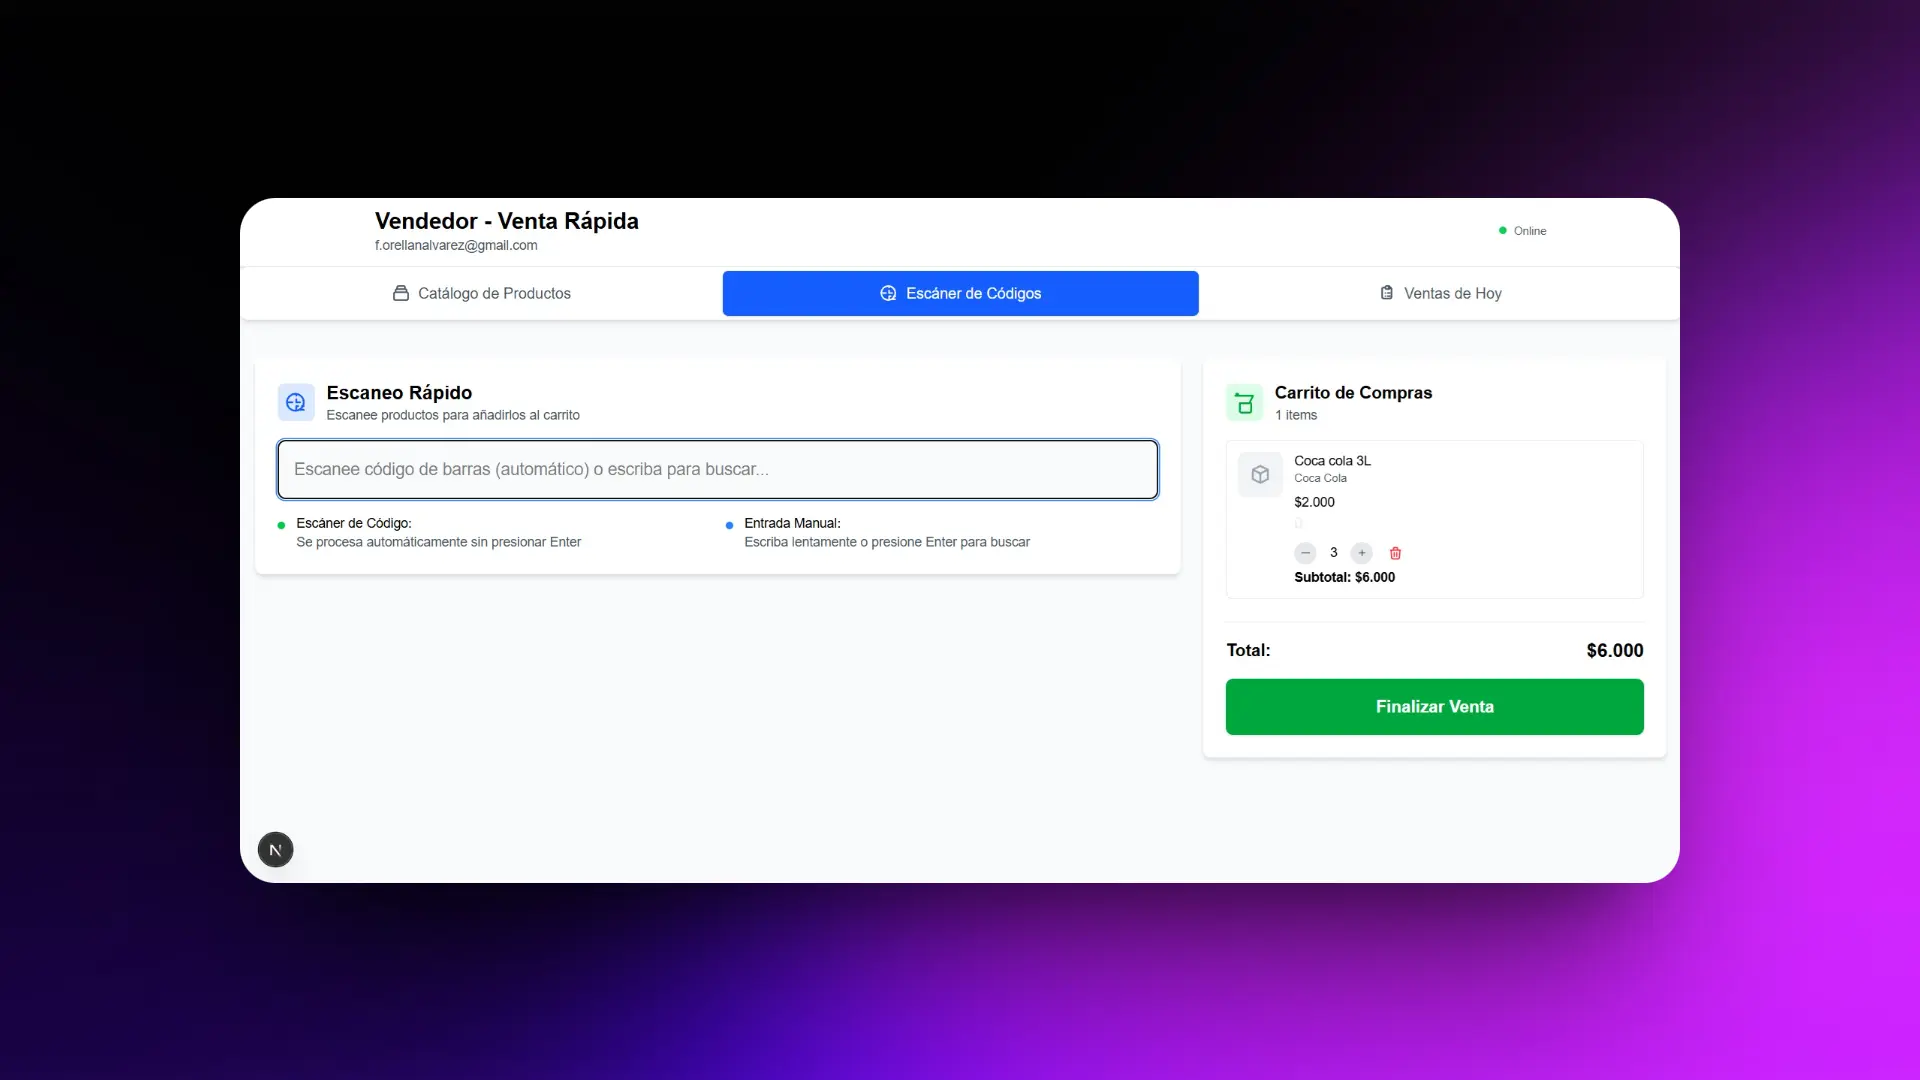 Vendedor - Venta Rápida
f.orellanalvarez@gmail.com
Online
Catálogo de Productos
Escáner de Códigos
Ventas de Hoy
Escaneo Rápido
Escanee productos para añadirlos al carrito
Escanee código de barras (automático) o escriba para buscar...
Escáner de Código:
Se procesa automáticamente sin presionar Enter
Entrada Manual:
Escriba lentamente o presione Enter para buscar
Carrito de Compras
1 items
Coca cola 3L
Coca Cola
$2.000
3
Subtotal: $6.000
Total:
$6.000
Finalizar Venta
N